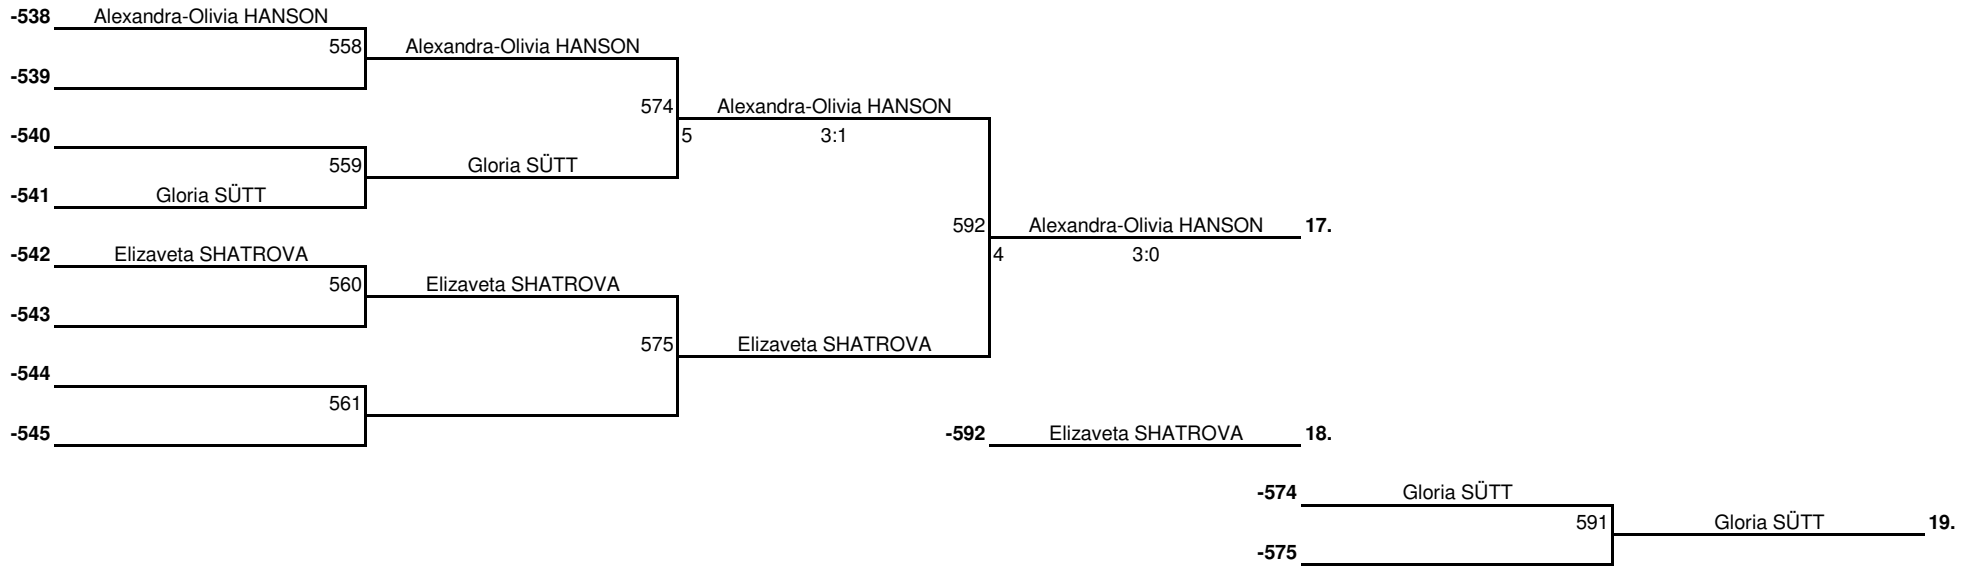 -538 Alexandra-Olivia HANSON
558 Alexandra-Olivia HANSON
-539
574 Alexandra-Olivia HANSON
-540 5 3:1
559 Gloria SÜTT
-541 Gloria SÜTT
592 Alexandra-Olivia HANSON 17.
-542 Elizaveta SHATROVA 4 3:0
560 Elizaveta SHATROVA
-543
575 Elizaveta SHATROVA
-544
561
-545 -592 Elizaveta SHATROVA 18.
-574 Gloria SÜTT
591 Gloria SÜTT 19.
-575